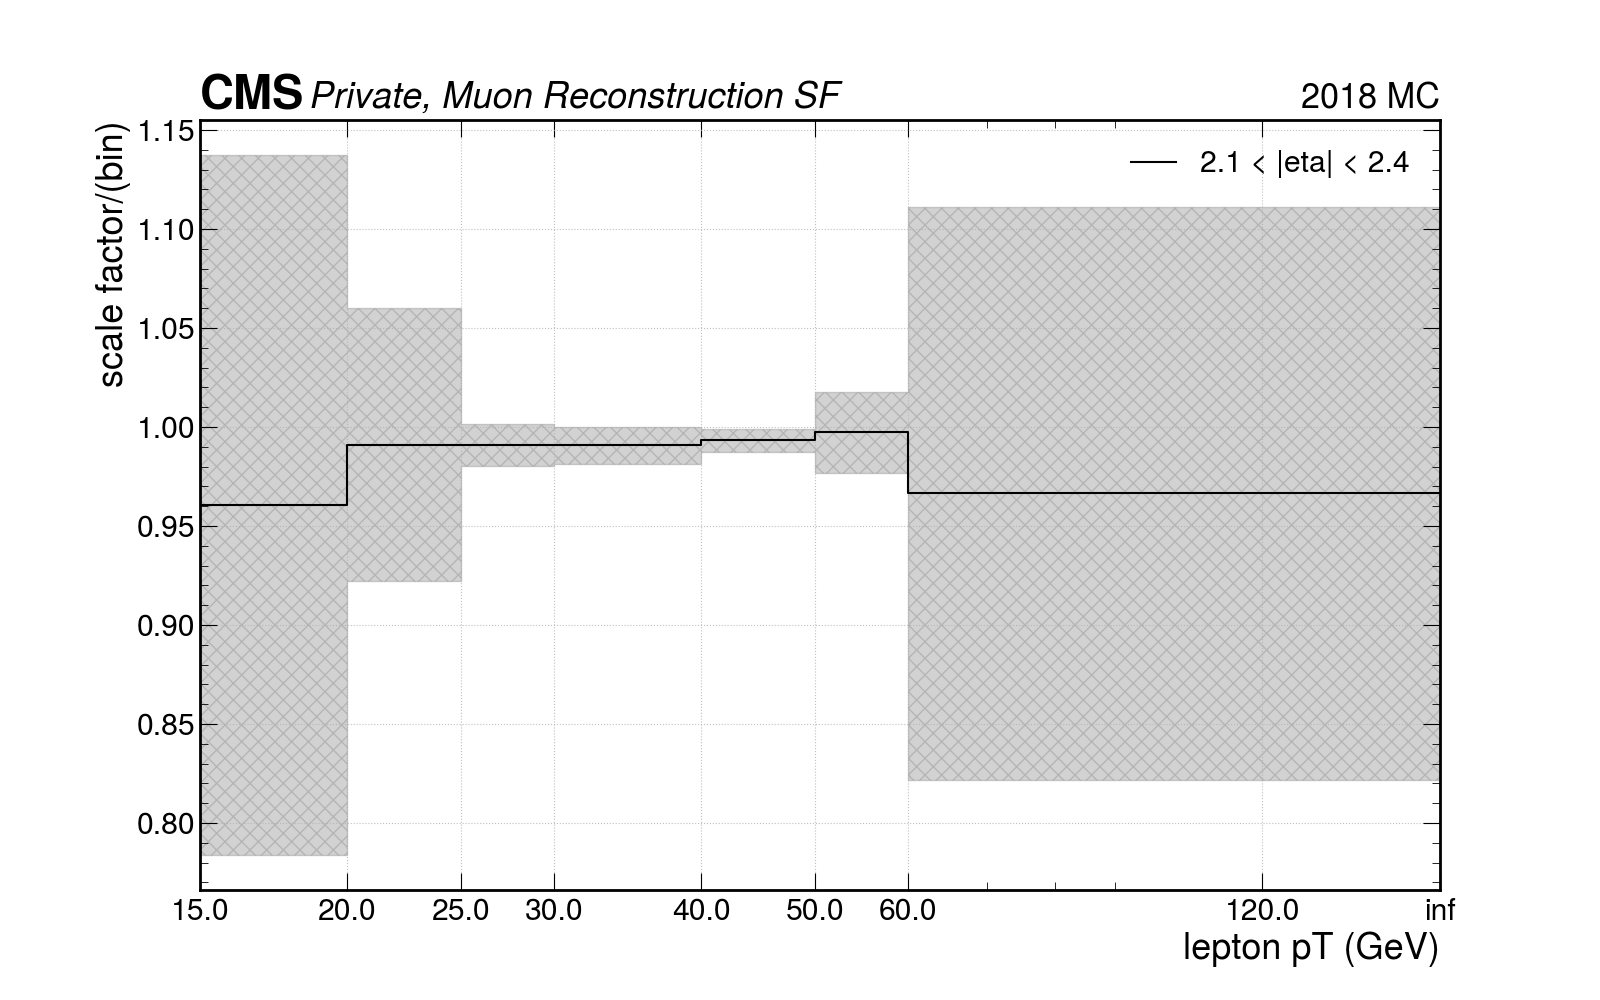 CMS Private, Muon Reconstruction SF 2018 MC
2.1 < |eta| < 2.4
scale factor/(bin)
1.15
1.10
1.05
1.00
0.95
0.90
0.85
0.80
15.0 20.0 25.0 30.0 40.0 50.0 60.0 120.0 inf
lepton pT (GeV)